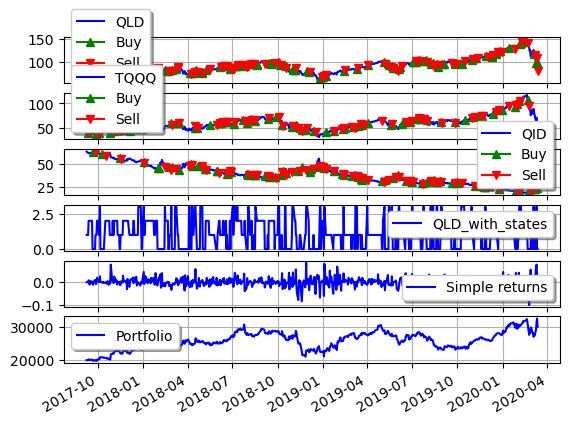 QLD
Buy
Sell
150
100
TQQQ
Buy
Sell
100
50
QID
Buy
Sell
50
25
QLD_with_states
2.5
0.0
Simple returns
0.0
−0.1
Portfolio
30000
20000
2017-10 2018-01 2018-04 2018-07 2018-10 2019-01 2019-04 2019-07 2019-10 2020-01 2020-04